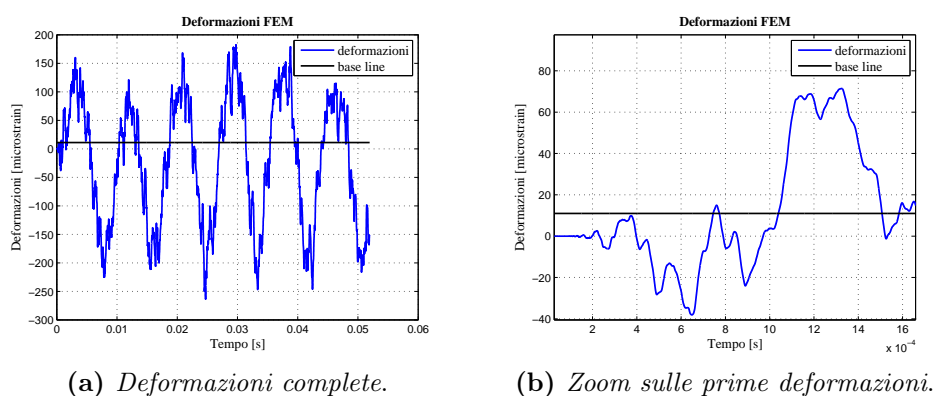 Deformazioni FEM
deformazioni
base line
Deformazioni [microstrain]
200
150
100
50
0
−50
−100
−150
−200
−250
−300
0 0.01 0.02 0.03 0.04 0.05 0.06
Tempo [s]
(a) Deformazioni complete.
Deformazioni FEM
deformazioni
base line
Deformazioni [microstrain]
80
60
40
20
0
−20
−40
2 4 6 8 10 12 14 16
x 10⁻⁴
Tempo [s]
(b) Zoom sulle prime deformazioni.